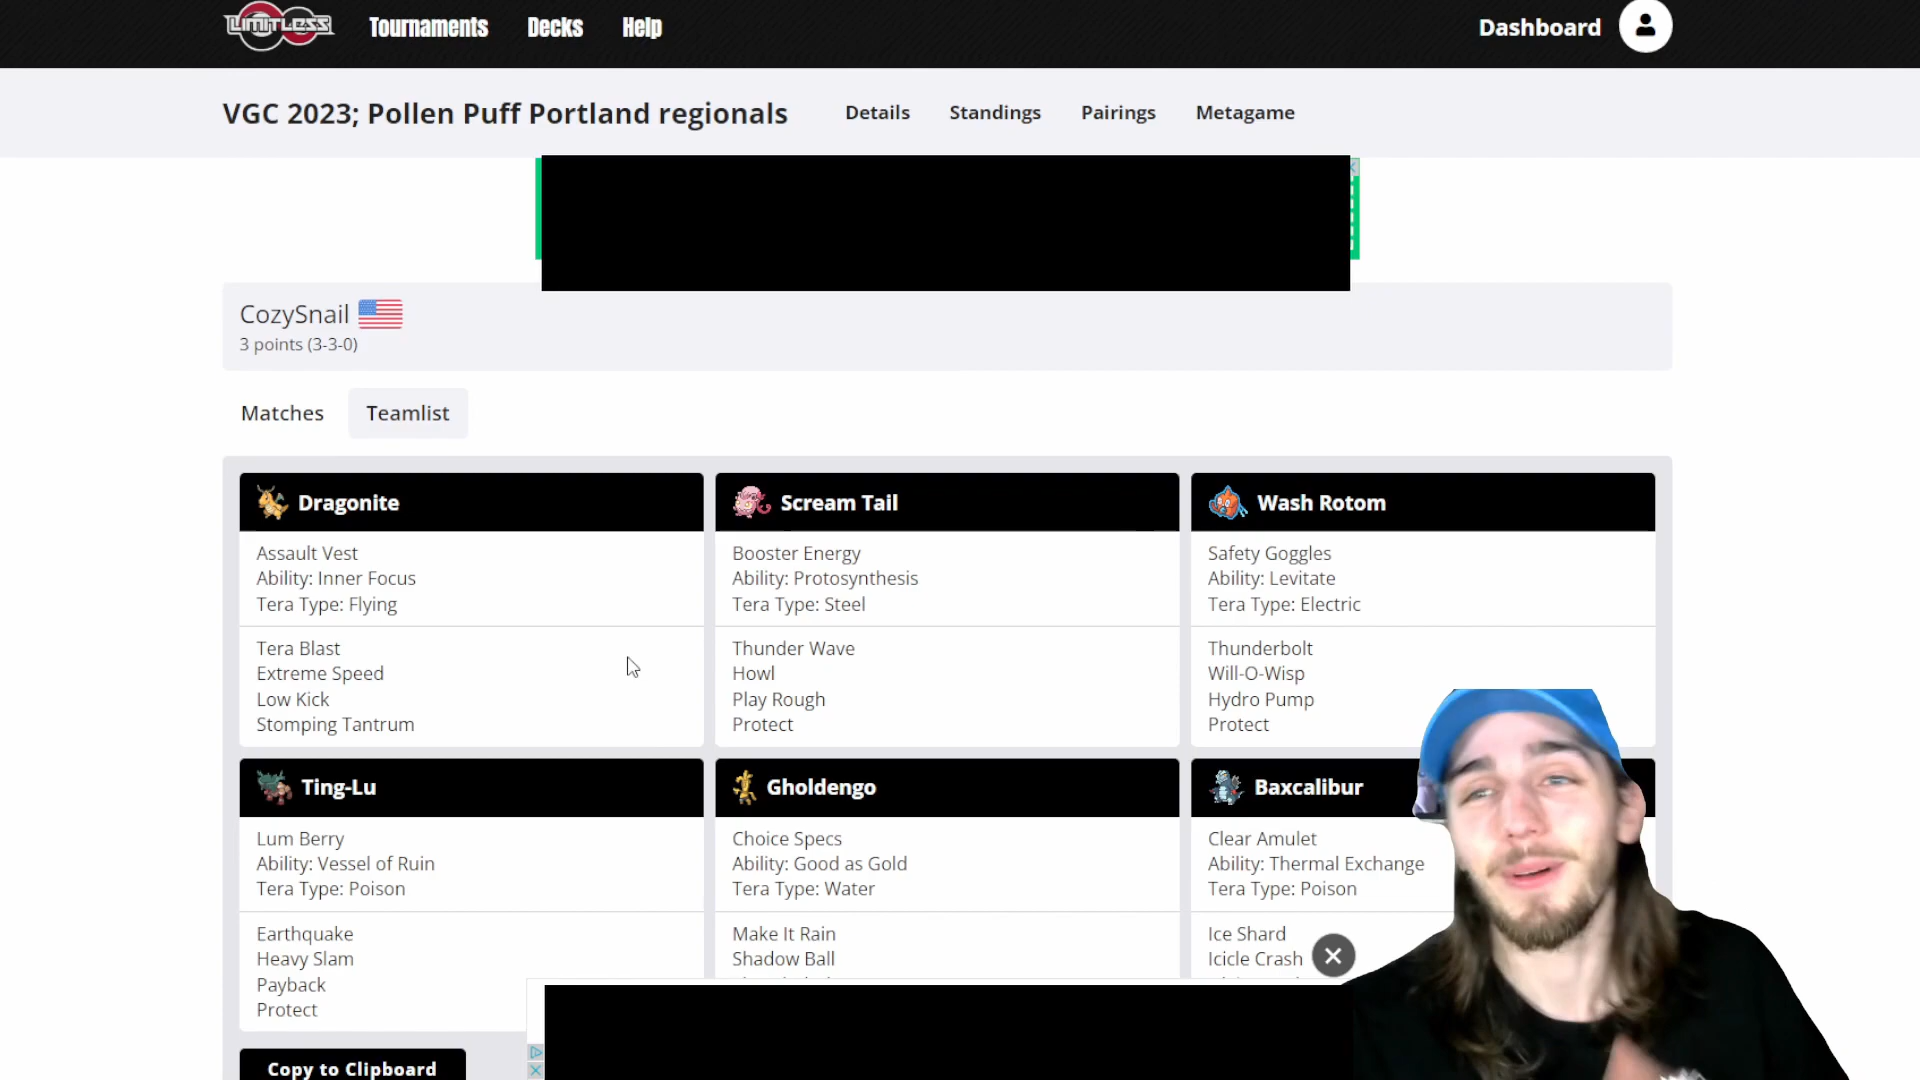 LIMITLESS
Tournaments
Decks
Help
Dashboard
VGC 2023; Pollen Puff Portland regionals
Details
Standings
Pairings
Metagame
CozySnail
3 points (3-3-0)
Matches
Teamlist
Dragonite
Assault Vest
Ability: Inner Focus
Tera Type: Flying
Tera Blast
Extreme Speed
Low Kick
Stomping Tantrum
Scream Tail
Booster Energy
Ability: Protosynthesis
Tera Type: Steel
Thunder Wave
Howl
Play Rough
Protect
Wash Rotom
Safety Goggles
Ability: Levitate
Tera Type: Electric
Thunderbolt
Will-O-Wisp
Hydro Pump
Protect
Ting-Lu
Lum Berry
Ability: Vessel of Ruin
Tera Type: Poison
Earthquake
Heavy Slam
Payback
Protect
Gholdengo
Choice Specs
Ability: Good as Gold
Tera Type: Water
Make It Rain
Shadow Ball
Baxcalibur
Clear Amulet
Ability: Thermal Exchange
Tera Type: Poison
Ice Shard
Icicle Crash
Copy to Clipboard